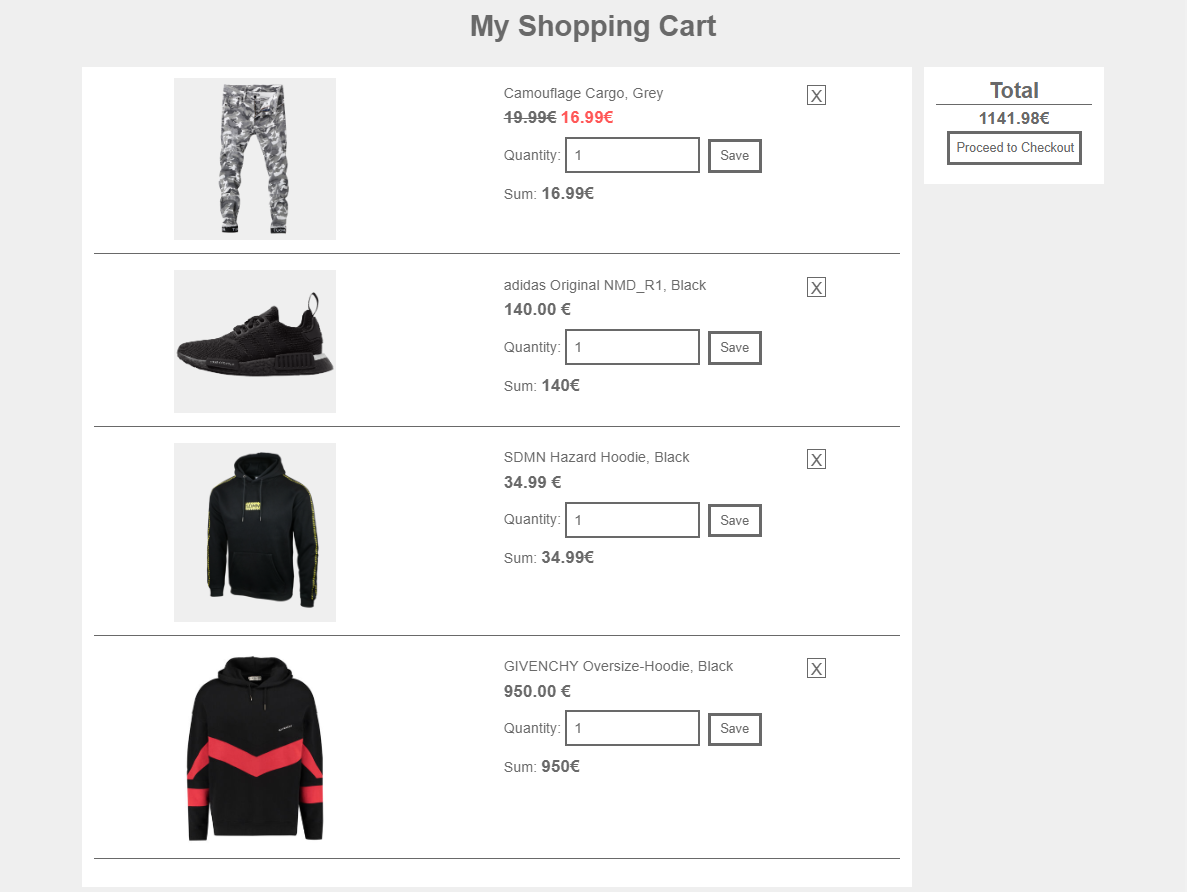 My Shopping Cart
Camouflage Cargo, Grey
X
19.99€ 16.99€
Quantity: 1 Save
Sum: 16.99€
adidas Original NMD_R1, Black
X
140.00 €
Quantity: 1 Save
Sum: 140€
SDMN Hazard Hoodie, Black
X
34.99 €
Quantity: 1 Save
Sum: 34.99€
GIVENCHY Oversize-Hoodie, Black
X
950.00 €
Quantity: 1 Save
Sum: 950€
Total
1141.98€
Proceed to Checkout